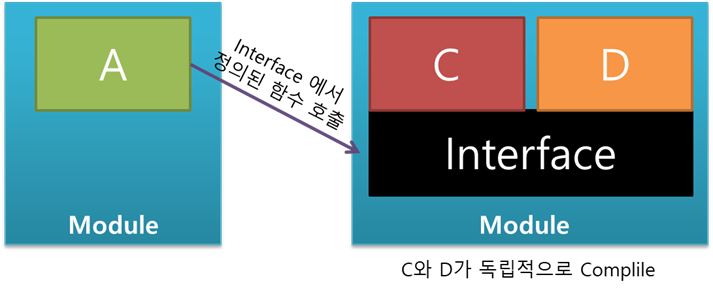 A
Interface 에서
정의된 함수 호출
C
D
Interface
Module
Module
C와 D가 독립적으로 Complile